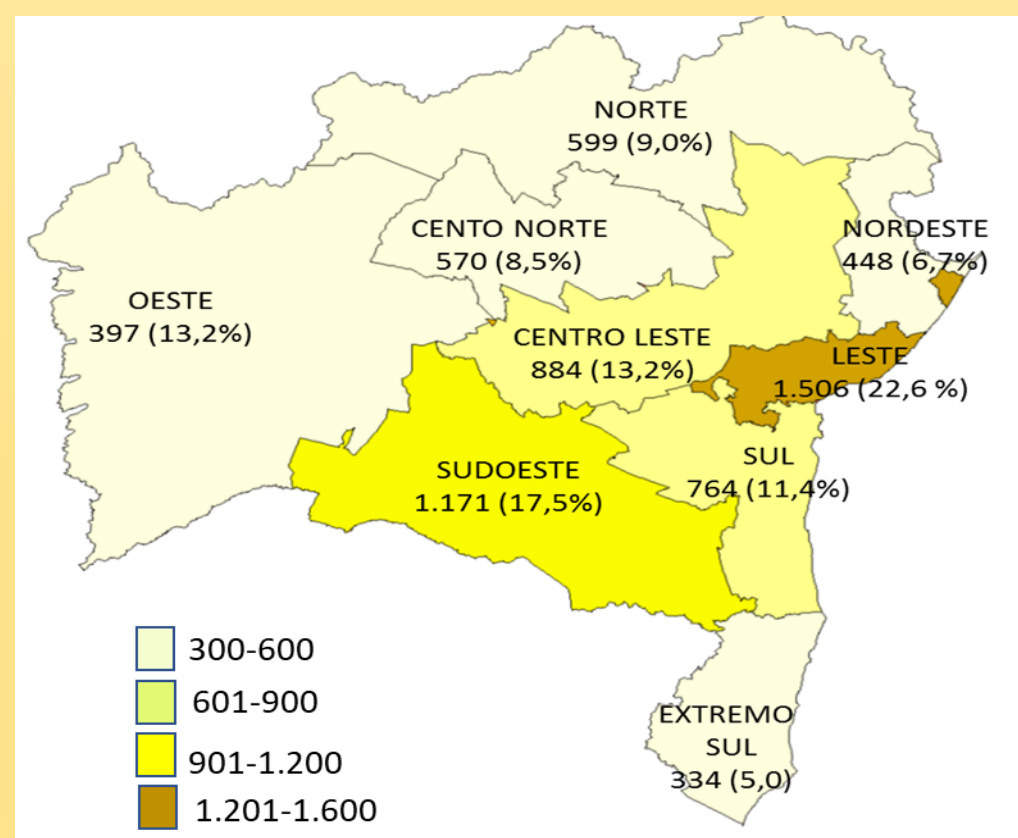 NORTE
599 (9,0%)
CENTO NORTE
570 (8,5%)
NORDESTE
448 (6,7%)
OESTE
397 (13,2%)
CENTRO LESTE
884 (13,2%)
LESTE
1.506 (22,6 %)
SUDOESTE
1.171 (17,5%)
SUL
764 (11,4%)
EXTREMO
SUL
334 (5,0)
300-600
601-900
901-1.200
1.201-1.600